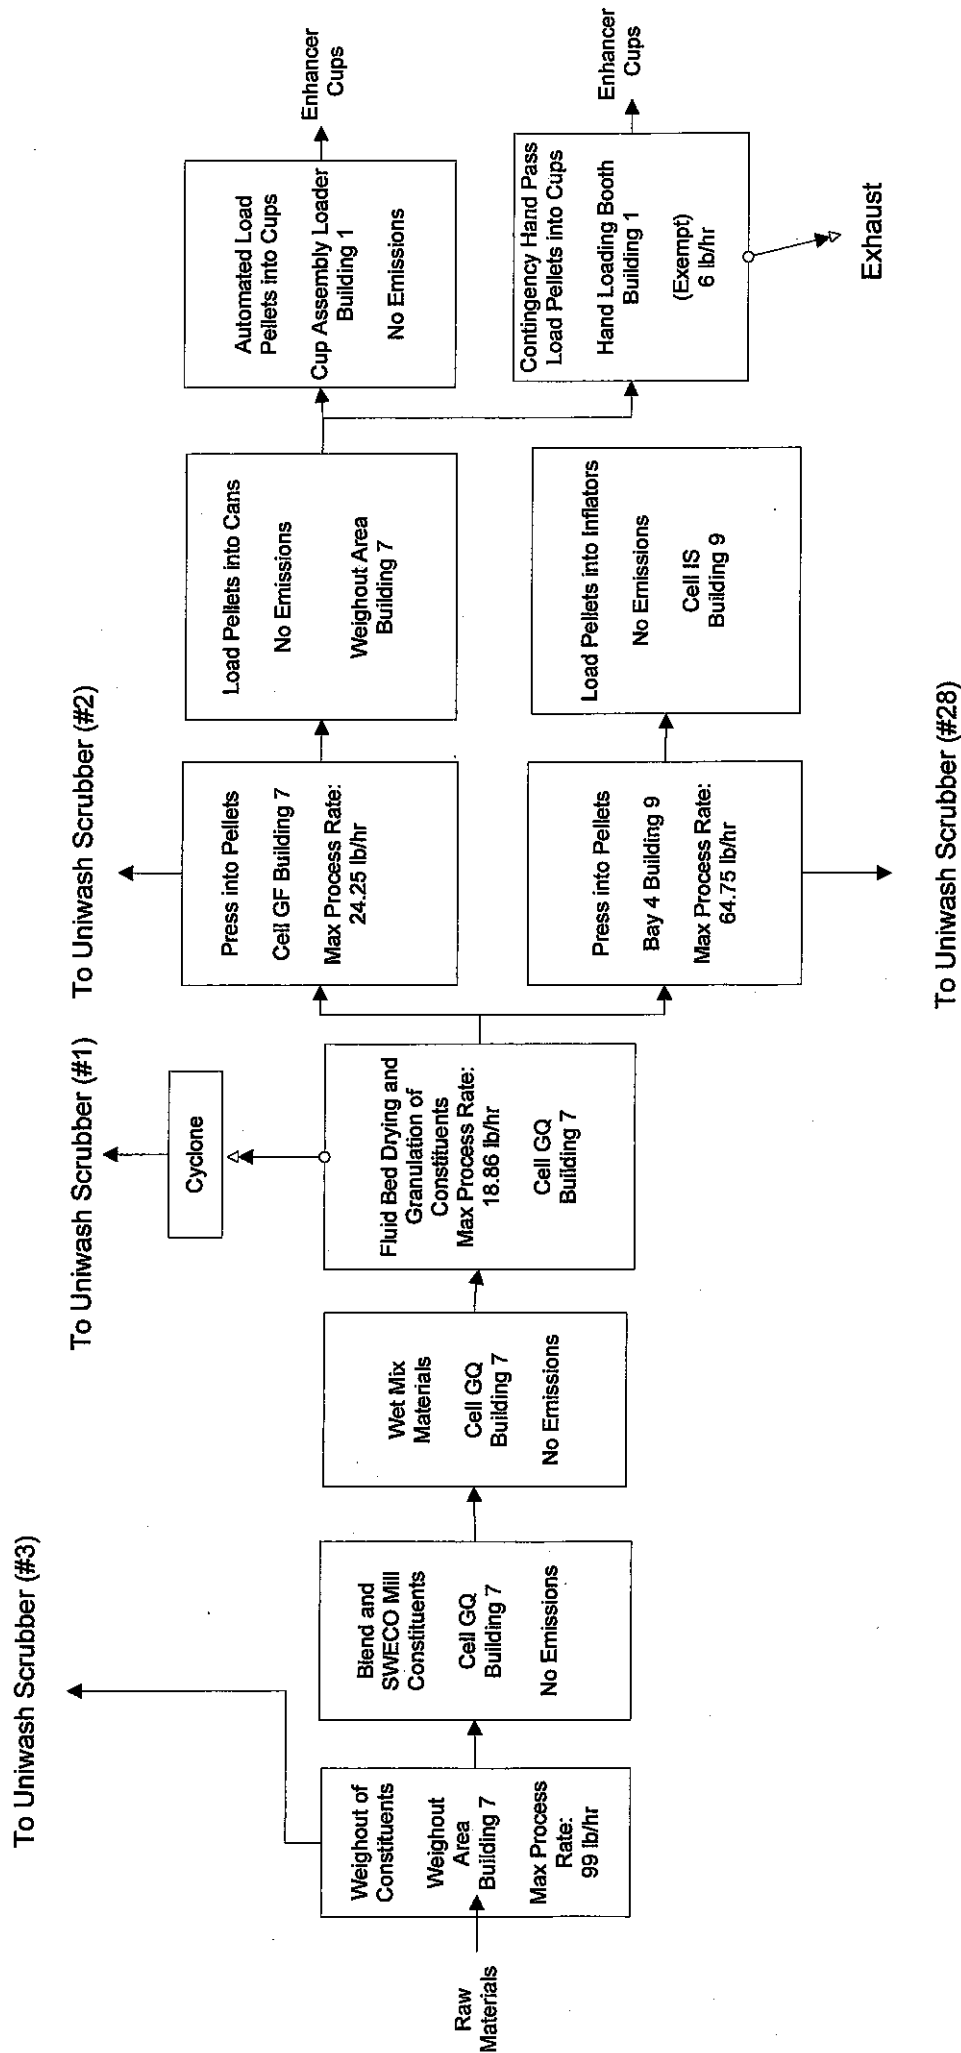 To Uniwash Scrubber (#3)
To Uniwash Scrubber (#1)
To Uniwash Scrubber (#2)
Raw
Materials
Weighout of
Constituents
Weighout
Area
Building 7
Max Process
Rate:
99 lb/hr
Blend and
SWECO Mill
Constituents
Cell GQ
Building 7
No Emissions
Wet Mix
Materials
Cell GQ
Building 7
No Emissions
Cyclone
Fluid Bed Drying and
Granulation of
Constituents
Max Process Rate:
18.86 lb/hr
Cell GQ
Building 7
Press into Pellets
Cell GF Building 7
Max Process Rate:
24.25 lb/hr
Press into Pellets
Bay 4 Building 9
Max Process Rate:
64.75 lb/hr
To Uniwash Scrubber (#28)
Load Pellets into Cans
No Emissions
Weighout Area
Building 7
Load Pellets into Inflators
No Emissions
Cell IS
Building 9
Automated Load
Pellets into Cups
Cup Assembly Loader
Building 1
No Emissions
Enhancer
Cups
Contingency Hand Pass
Load Pellets into Cups
Hand Loading Booth
Building 1
(Exempt)
6 lb/hr
Enhancer
Cups
Exhaust